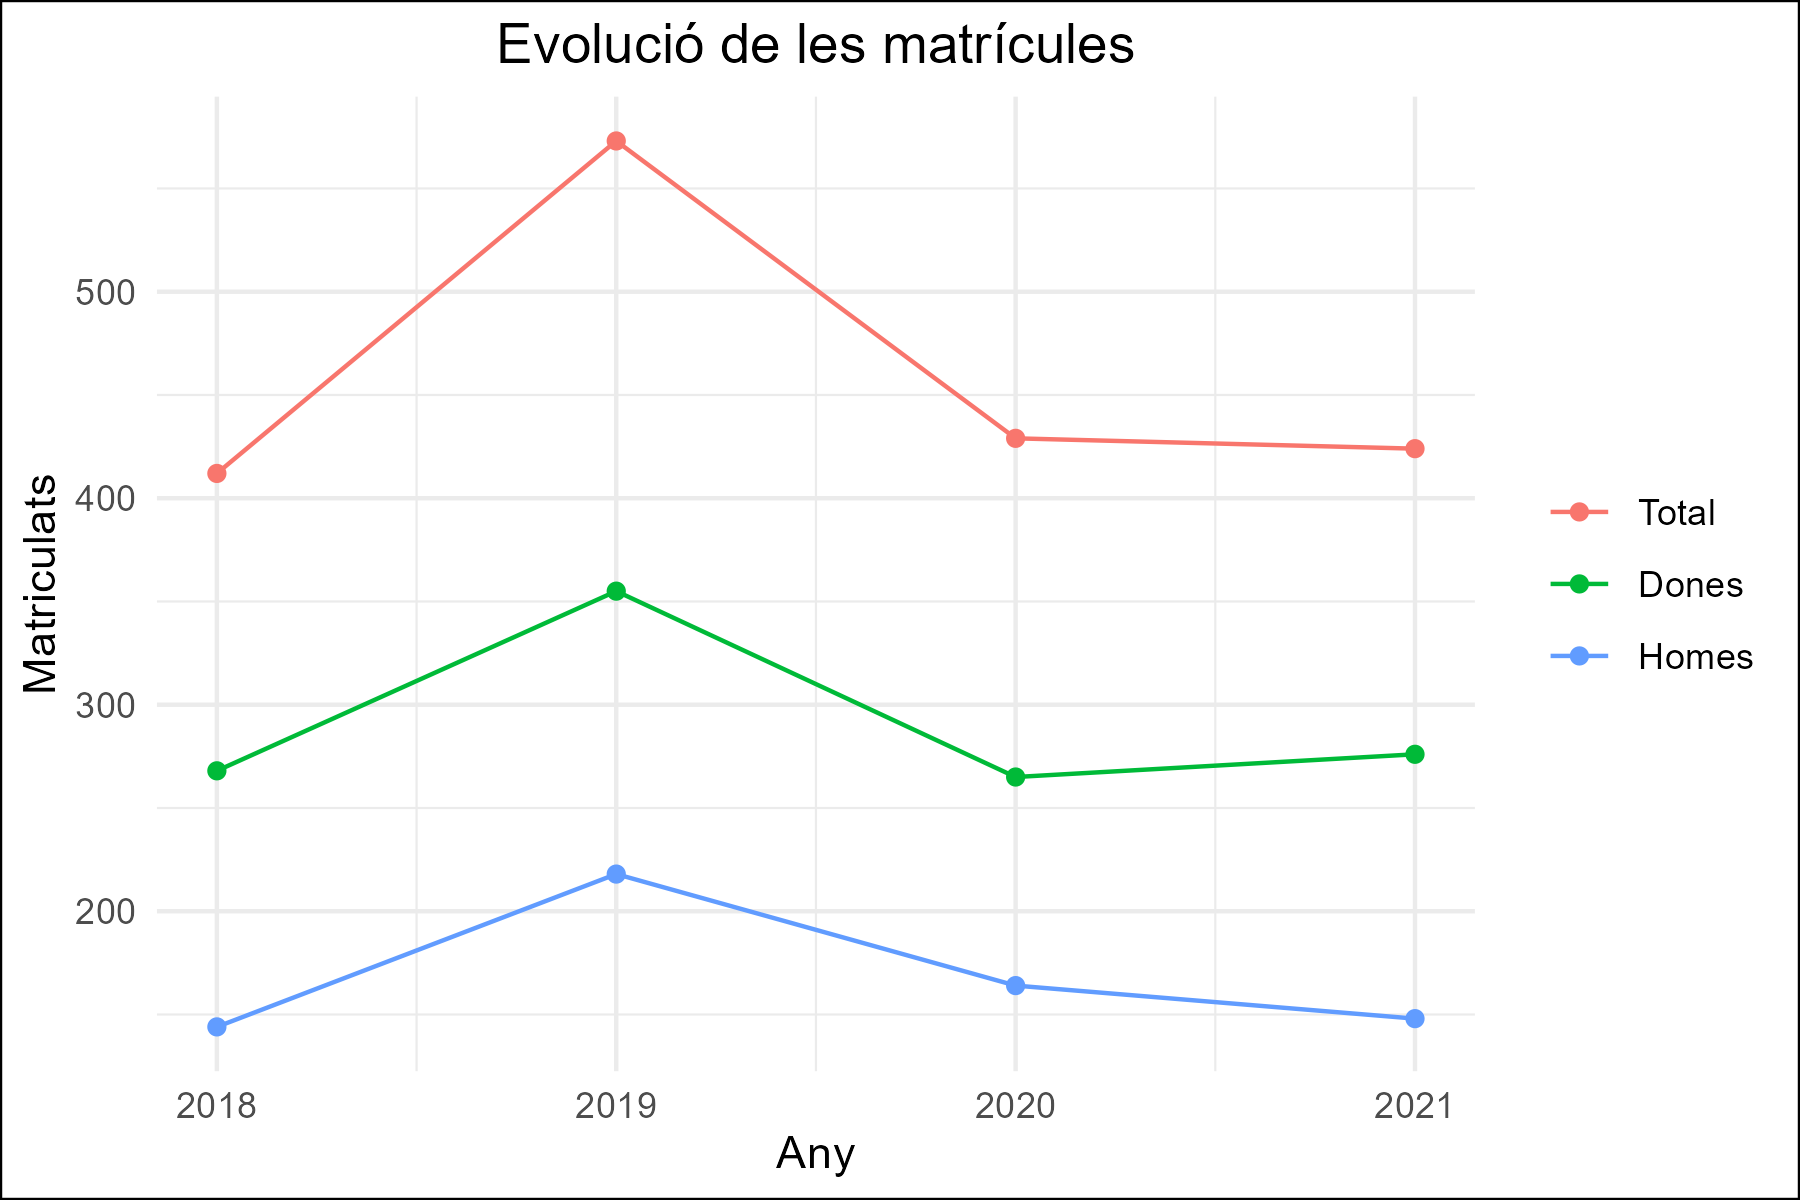 Evolució de les matrícules
Matriculats
500
400
300
200
2018 2019 2020 2021
Any
Total
Dones
Homes